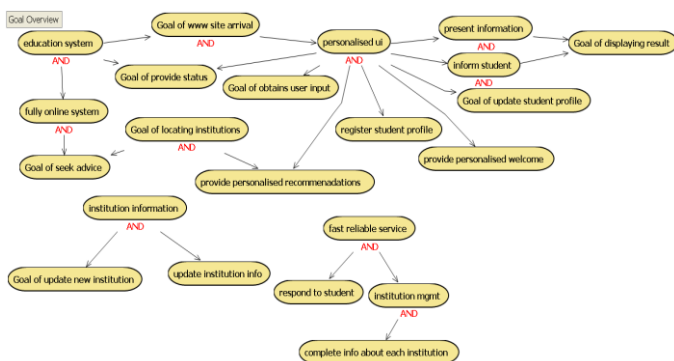 Goal Overview
Goal of www site arrival
AND
education system
AND
personalised ui
AND
present information
AND
Goal of displaying result
inform student
AND
Goal of provide status
Goal of obtains user input
Goal of update student profile
fully online system
AND
Goal of locating institutions
AND
register student profile
provide personalised welcome
Goal of seek advice
provide personalised recommenadations
institution information
AND
fast reliable service
AND
Goal of update new institution
update institution info
respond to student
institution mgmt
AND
complete info about each institution